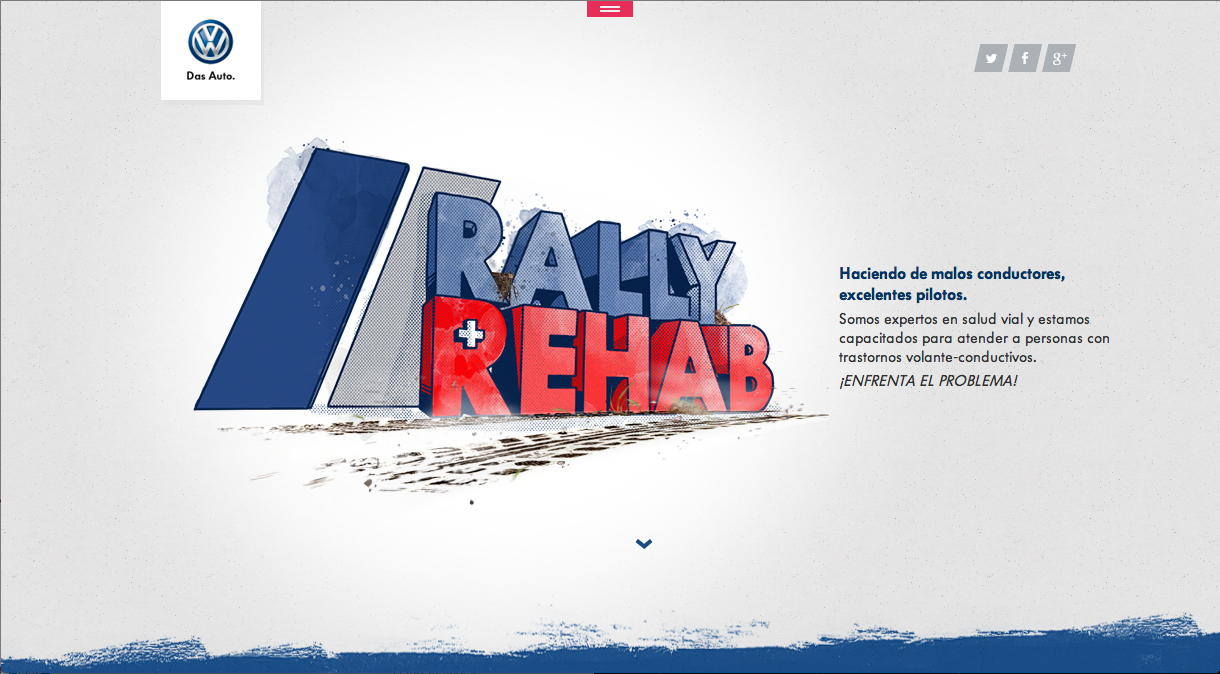 Das Auto.
RALLY
REHAB
Haciendo de malos conductores,
excelentes pilotos.
Somos expertos en salud vial y estamos
capacitados para atender a personas con
trastornos volante-conductivos.
¡ENFRENTA EL PROBLEMA!